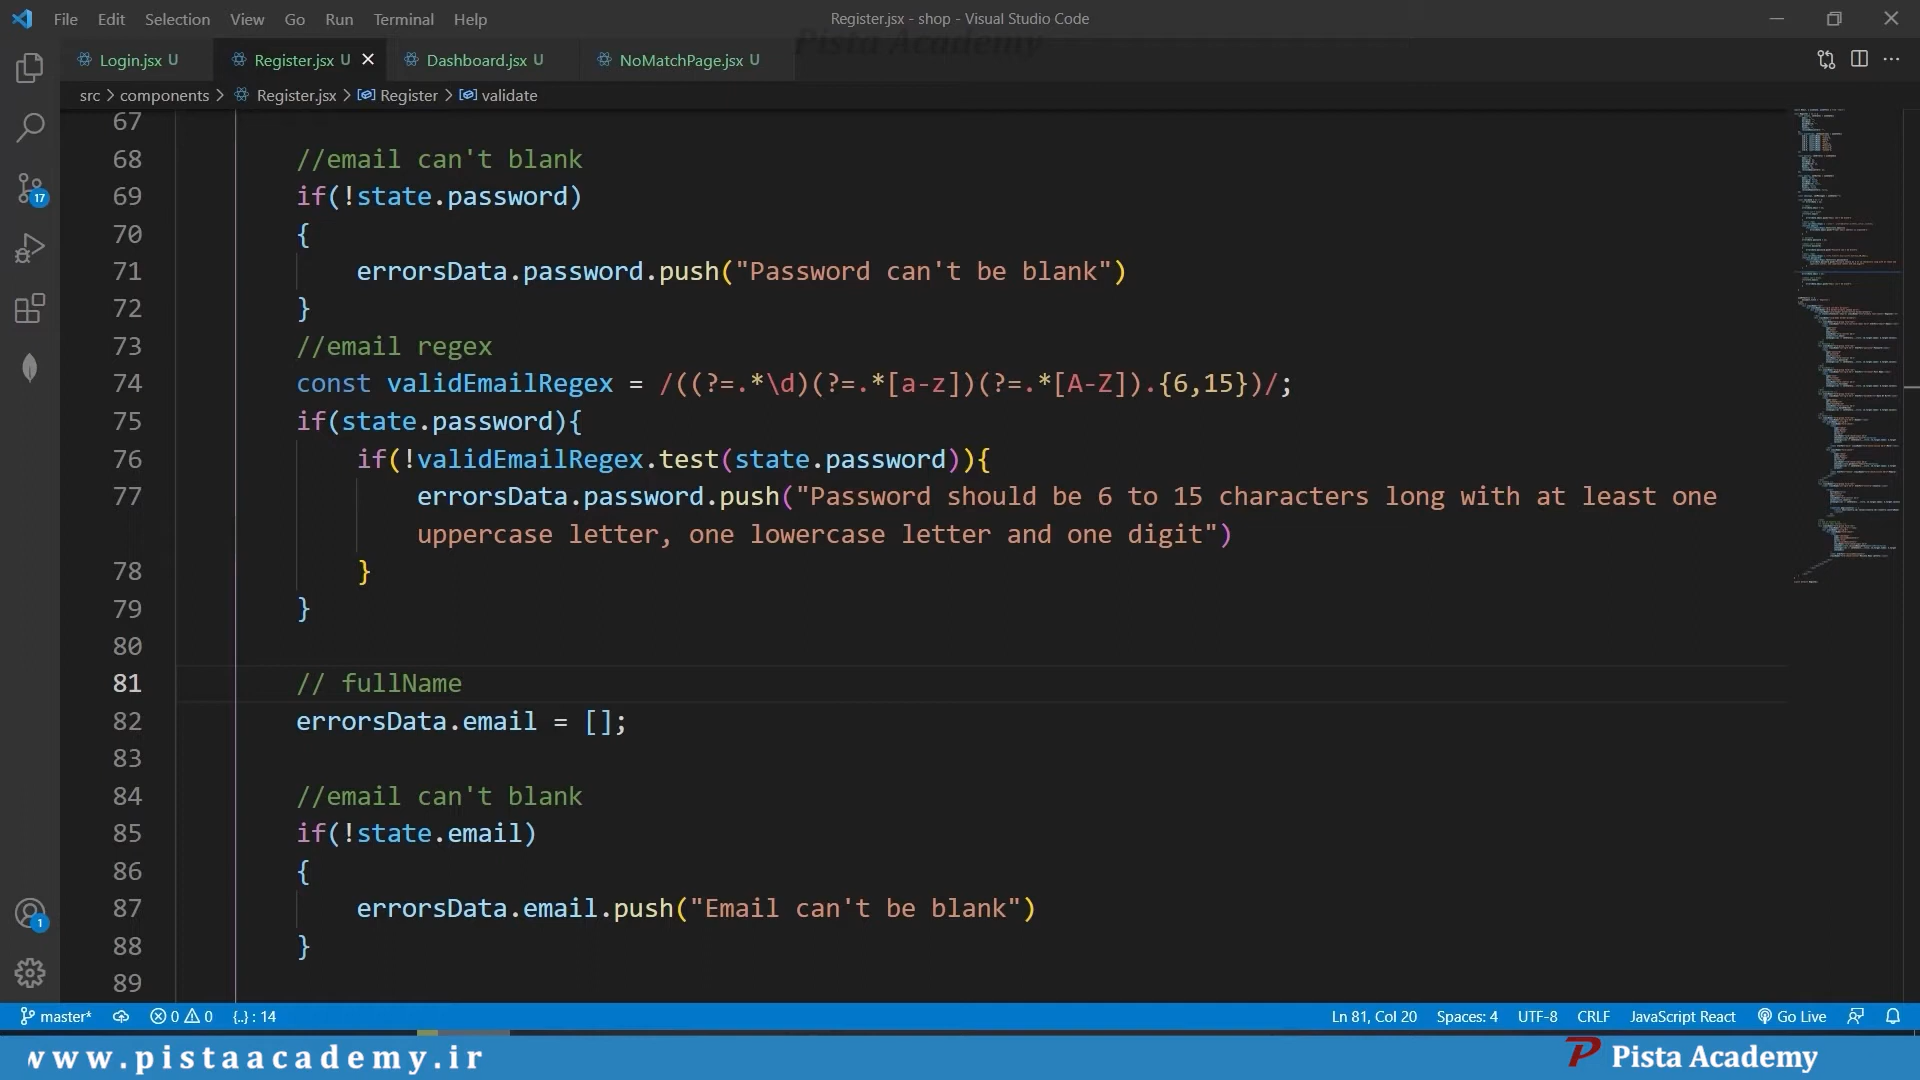 File Edit Selection View Go Run Terminal Help
Register.jsx - shop - Visual Studio Code
Pista Academy
Login.jsx U
Register.jsx U
Dashboard.jsx U
NoMatchPage.jsx U
src > components > Register.jsx > Register > validate
67
68 //email can't blank
69 if(!state.password)
70 {
71 errorsData.password.push("Password can't be blank")
72 }
73 //email regex
74 const validEmailRegex = /((?=.*\d)(?=.*[a-z])(?=.*[A-Z]).{6,15})/;
75 if(state.password){
76 if(!validEmailRegex.test(state.password)){
77 errorsData.password.push("Password should be 6 to 15 characters long with at least one
uppercase letter, one lowercase letter and one digit")
78 }
79 }
80
81 // fullName
82 errorsData.email = [];
83
84 //email can't blank
85 if(!state.email)
86 {
87 errorsData.email.push("Email can't be blank")
88 }
89
17
1
master* 0 0 {..} : 14
Ln 81, Col 20 Spaces: 4 UTF-8 CRLF JavaScript React Go Live
www.pistaacademy.ir
Pista Academy